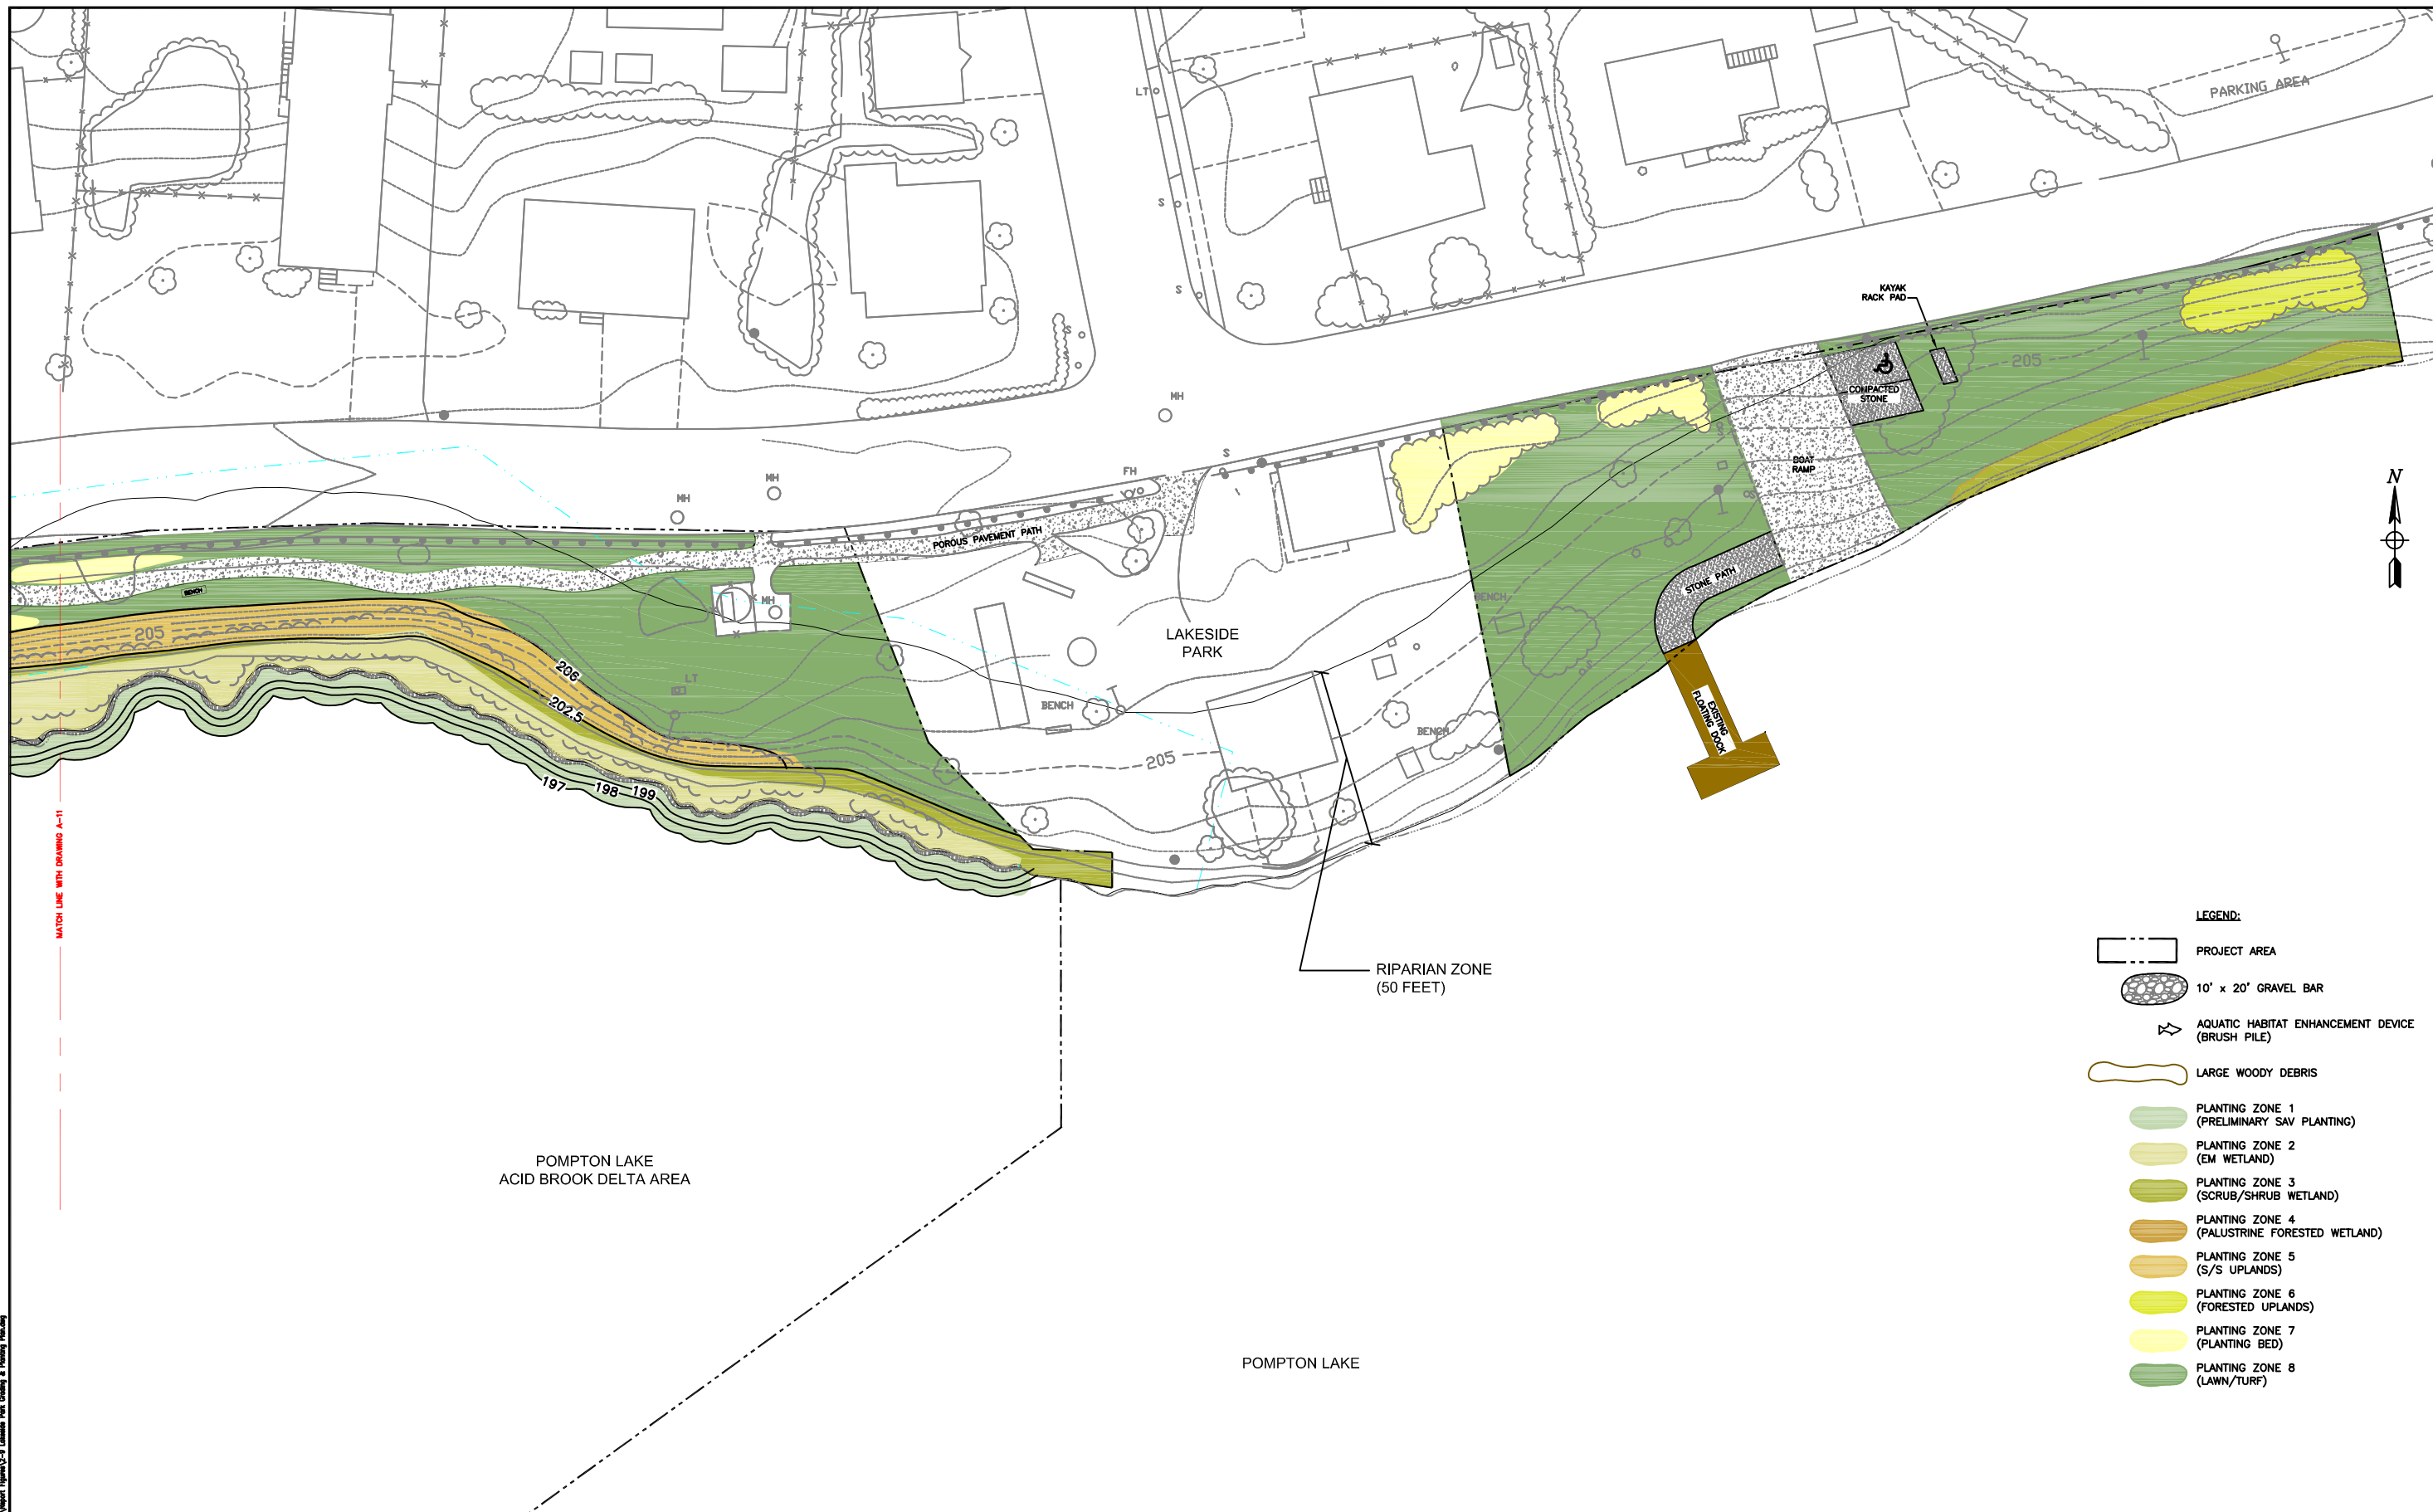 PARKING AREA
LT
S
S
S
S
KAYAK
RACK PAD
COMPACTED
STONE
205
MH
MH
MH
FH
S
BOAT
RAMP
POROUS PAVEMENT PATH
S
S
STONE PATH
BENCH
MH
BENCH
205
LAKESIDE
PARK
206
LT
202.5
BENCH
BENCH
S
EXISTING
FLOATING DOCK
205
197
198
199
MATCH LINE WITH DRAWING A-11
N
RIPARIAN ZONE
(50 FEET)
POMPTON LAKE
ACID BROOK DELTA AREA
POMPTON LAKE
LEGEND:
PROJECT AREA
10' x 20' GRAVEL BAR
AQUATIC HABITAT ENHANCEMENT DEVICE
(BRUSH PILE)
LARGE WOODY DEBRIS
PLANTING ZONE 1
(PRELIMINARY SAV PLANTING)
PLANTING ZONE 2
(EM WETLAND)
PLANTING ZONE 3
(SCRUB/SHRUB WETLAND)
PLANTING ZONE 4
(PALUSTRINE FORESTED WETLAND)
PLANTING ZONE 5
(S/S UPLANDS)
PLANTING ZONE 6
(FORESTED UPLANDS)
PLANTING ZONE 7
(PLANTING BED)
PLANTING ZONE 8
(LAWN/TURF)